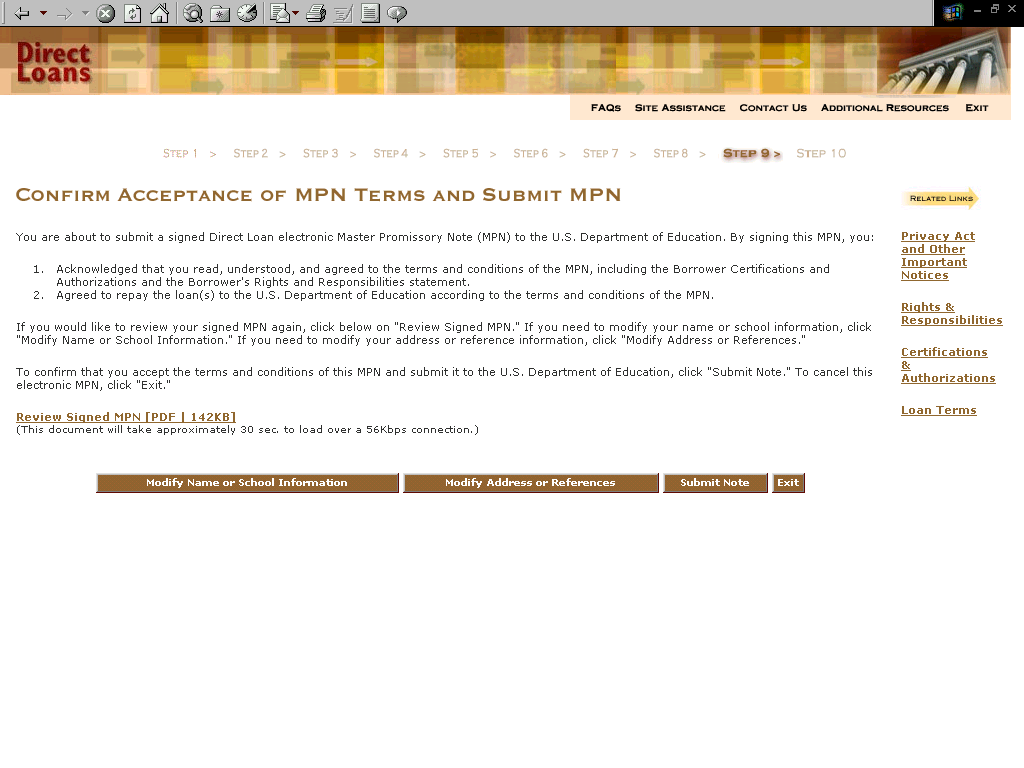 Direct
Loans
FAQs Site Assistance Contact Us Additional Resources Exit
Step 1 > Step 2 > Step 3 > Step 4 > Step 5 > Step 6 > Step 7 > Step 8 > Step 9 > Step 10
Confirm Acceptance of MPN Terms and Submit MPN
You are about to submit a signed Direct Loan electronic Master Promissory Note (MPN) to the U.S. Department of Education. By signing this MPN, you:
1. Acknowledged that you read, understood, and agreed to the terms and conditions of the MPN, including the Borrower Certifications and
Authorizations and the Borrower's Rights and Responsibilities statement.
2. Agreed to repay the loan(s) to the U.S. Department of Education according to the terms and conditions of the MPN.
If you would like to review your signed MPN again, click below on "Review Signed MPN." If you need to modify your name or school information, click
"Modify Name or School Information." If you need to modify your address or reference information, click "Modify Address or References."
To confirm that you accept the terms and conditions of this MPN and submit it to the U.S. Department of Education, click "Submit Note." To cancel this
electronic MPN, click "Exit."
Review Signed MPN [PDF | 142KB]
(This document will take approximately 30 sec. to load over a 56Kbps connection.)
Modify Name or School Information Modify Address or References Submit Note Exit
Related Links
Privacy Act
and Other
Important
Notices
Rights &
Responsibilities
Certifications
&
Authorizations
Loan Terms